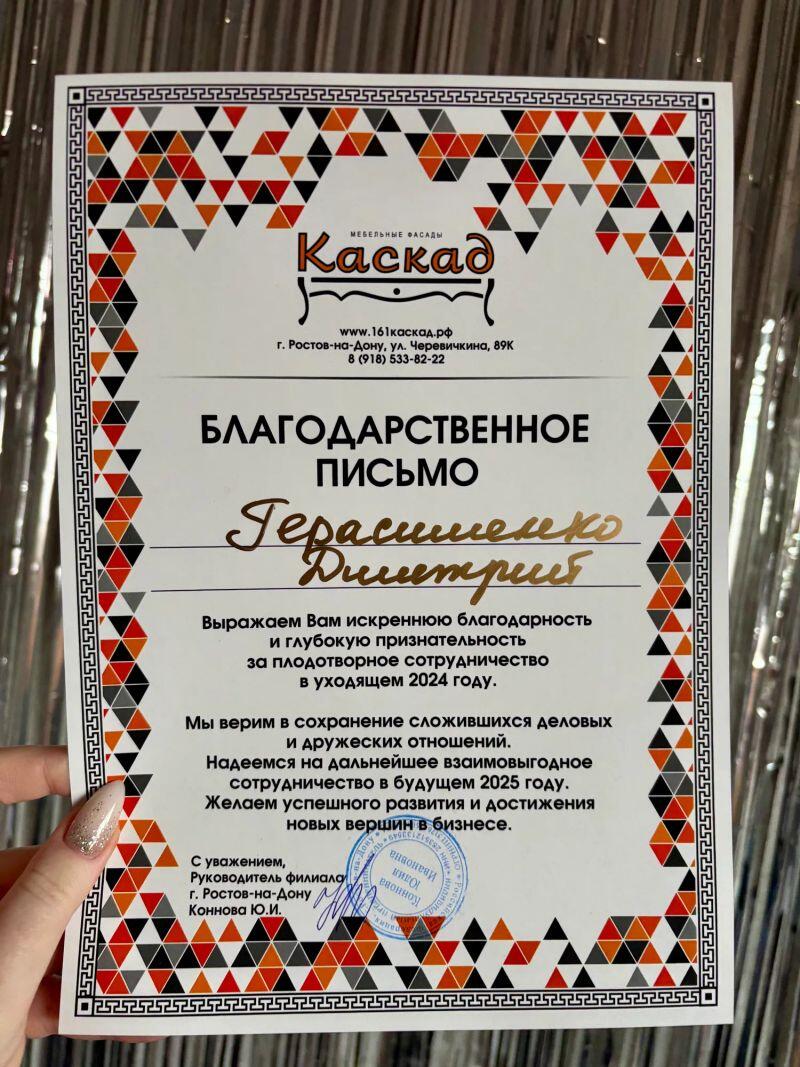 МЕБЕЛЬНЫЕ ФАСАДЫ
Каскад
www.161каскад.рф
г. Ростов-на-Дону, ул. Черевичкина, 89К
8 (918) 533-82-22
БЛАГОДАРСТВЕННОЕ
ПИСЬМО
Герасименко
Дмитрий
Выражаем Вам искреннюю благодарность
и глубокую признательность
за плодотворное сотрудничество
в уходящем 2024 году.
Мы верим в сохранение сложившихся деловых
и дружеских отношений.
Надеемся на дальнейшее взаимовыгодное
сотрудничество в будущем 2025 году.
Желаем успешного развития и достижения
новых вершин в бизнесе.
С уважением,
Руководитель филиала
г. Ростов-на-Дону
Коннова Ю.И.
Коннова
Юлия
Ивановна